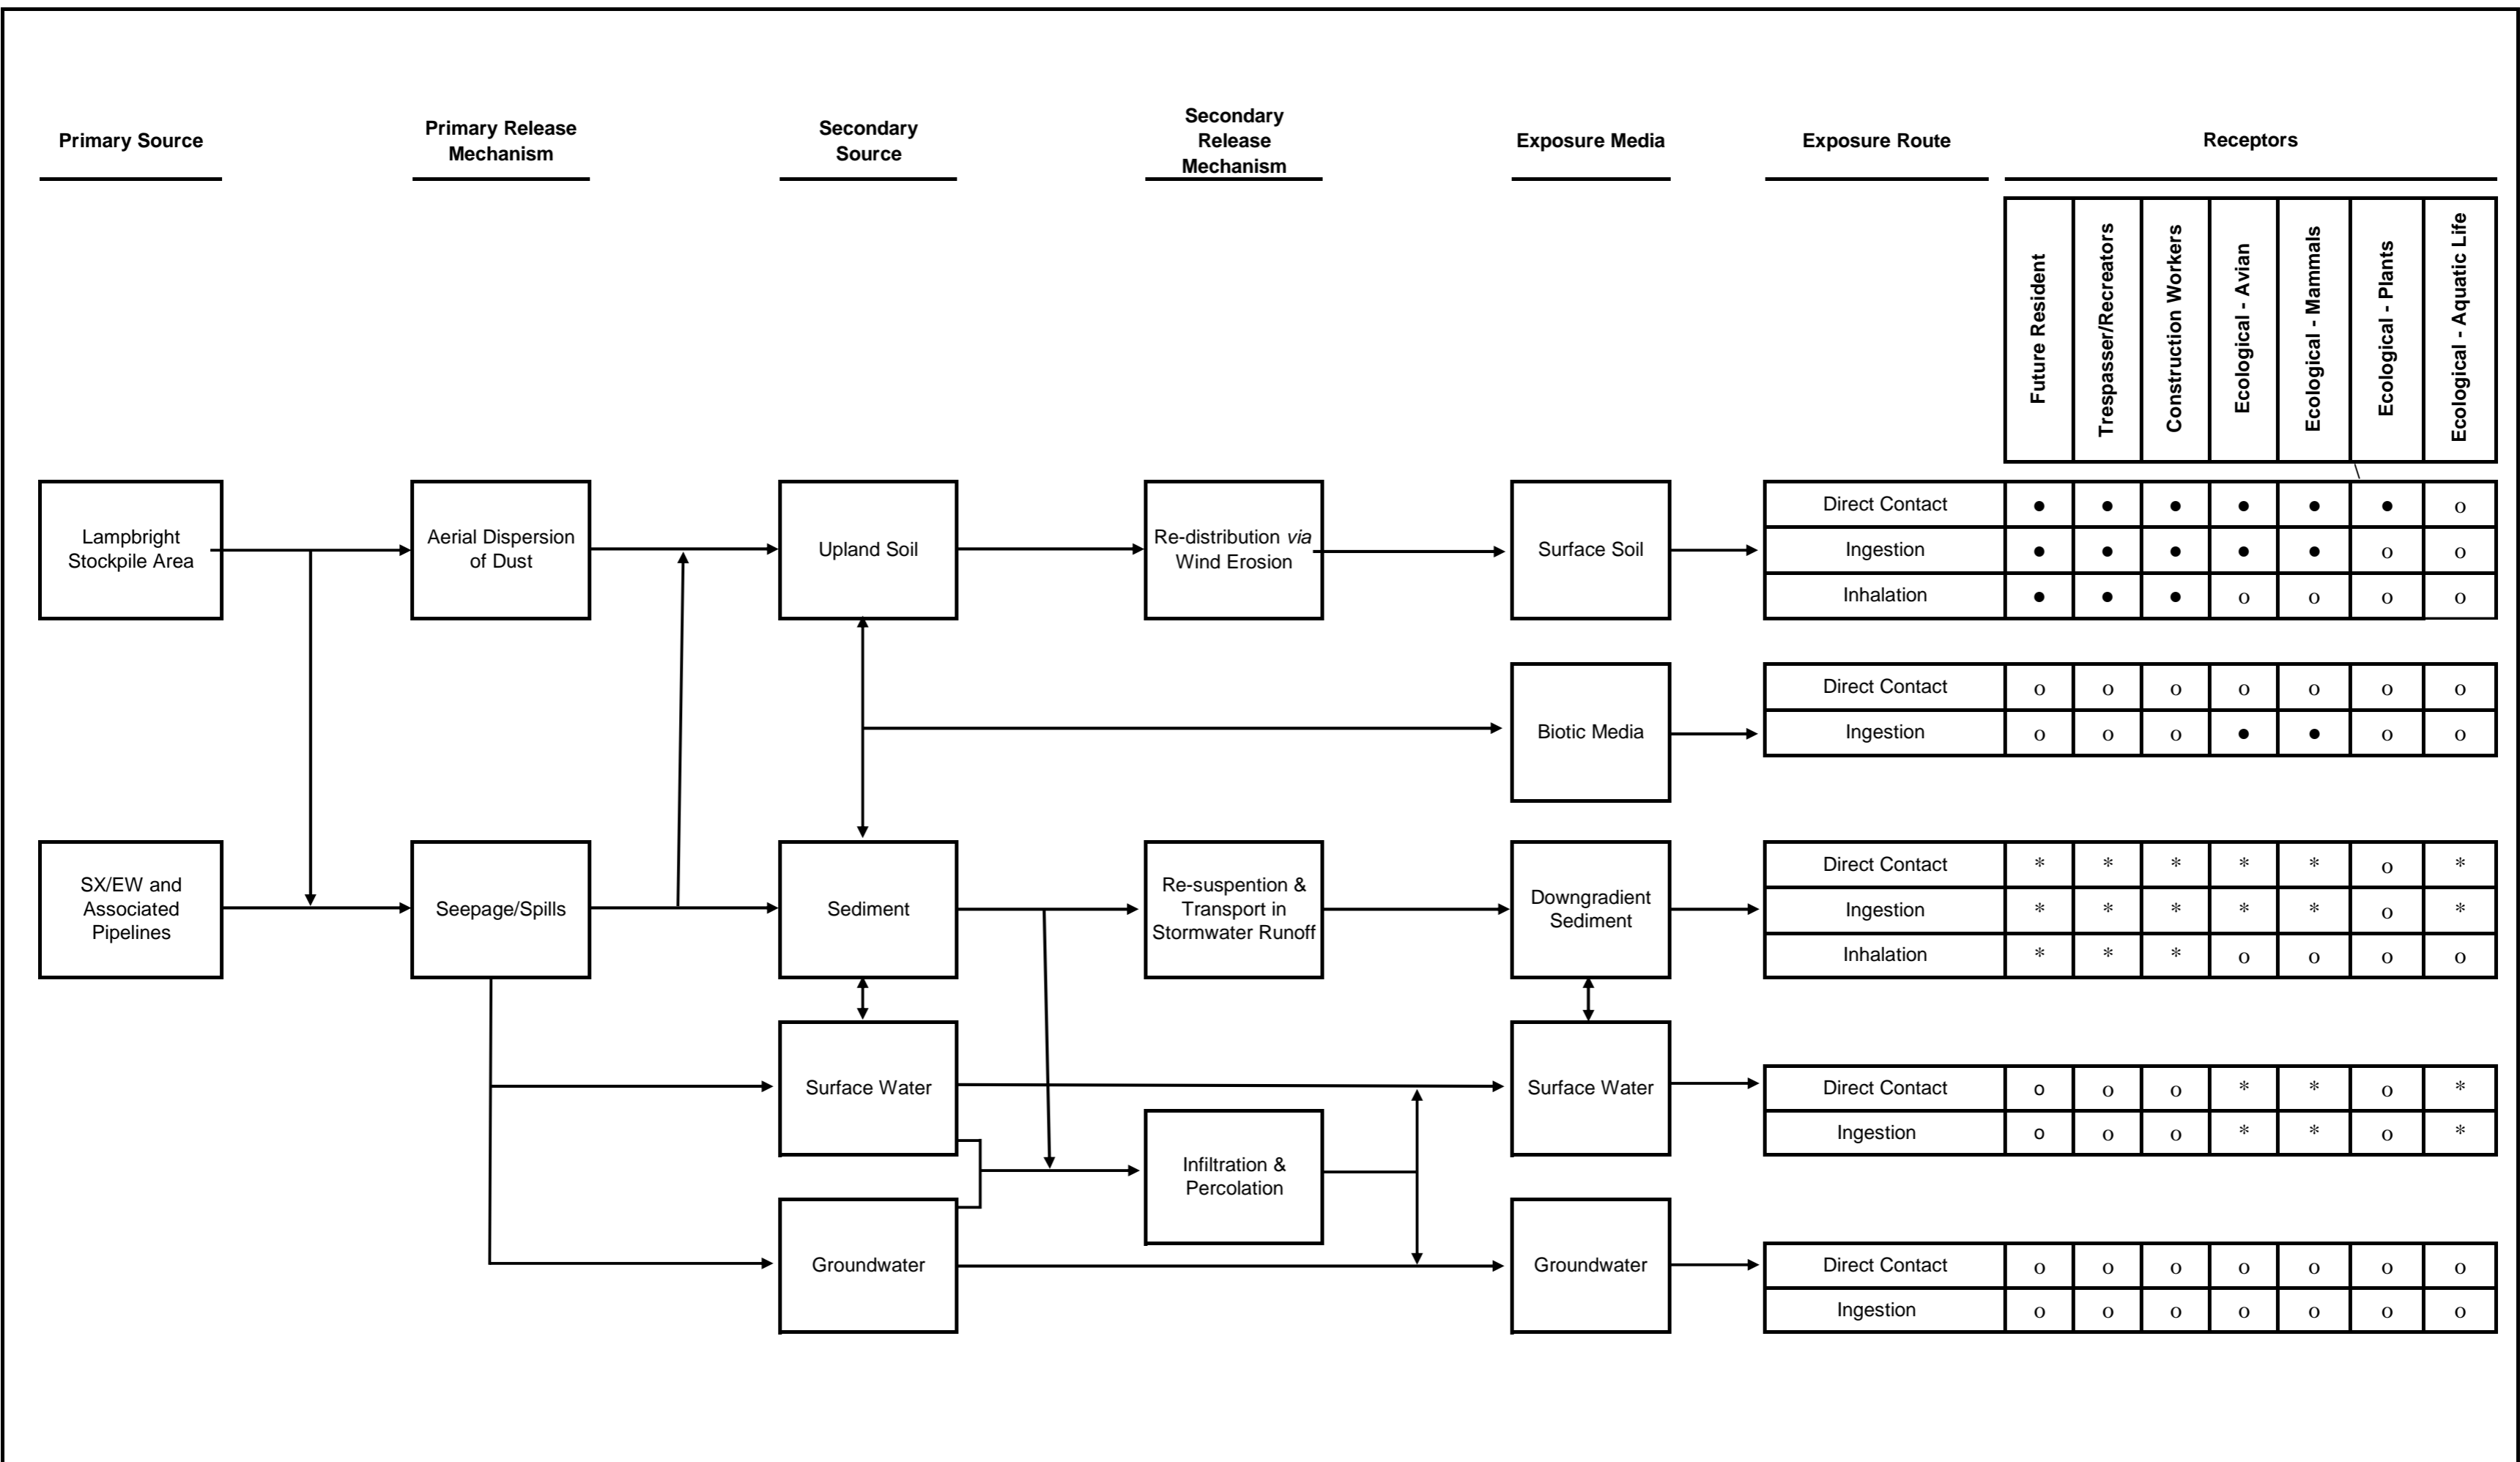 Primary Source
Primary Release
Mechanism
Secondary
Source
Secondary
Release
Mechanism
Exposure Media
Exposure Route
Receptors
Future Resident
Trespasser/Recreators
Construction Workers
Ecological - Avian
Ecological - Mammals
Ecological - Plants
Ecological - Aquatic Life
Lampbright
Stockpile Area
Aerial Dispersion
of Dust
Upland Soil
Re-distribution via
Wind Erosion
Surface Soil
Direct Contact ● ● ● ● ● ● o
Ingestion ● ● ● ● ● o o
Inhalation ● ● ● o o o o
Biotic Media
Direct Contact o o o o o o o
Ingestion o o o ● ● o o
SX/EW and
Associated
Pipelines
Seepage/Spills
Sediment
Re-suspention &
Transport in
Stormwater Runoff
Downgradient
Sediment
Direct Contact * * * * * o *
Ingestion * * * * * o *
Inhalation * * * o o o o
Surface Water
Surface Water
Direct Contact o o o * * o *
Ingestion o o o * * o *
Infiltration &
Percolation
Groundwater
Groundwater
Direct Contact o o o o o o o
Ingestion o o o o o o o